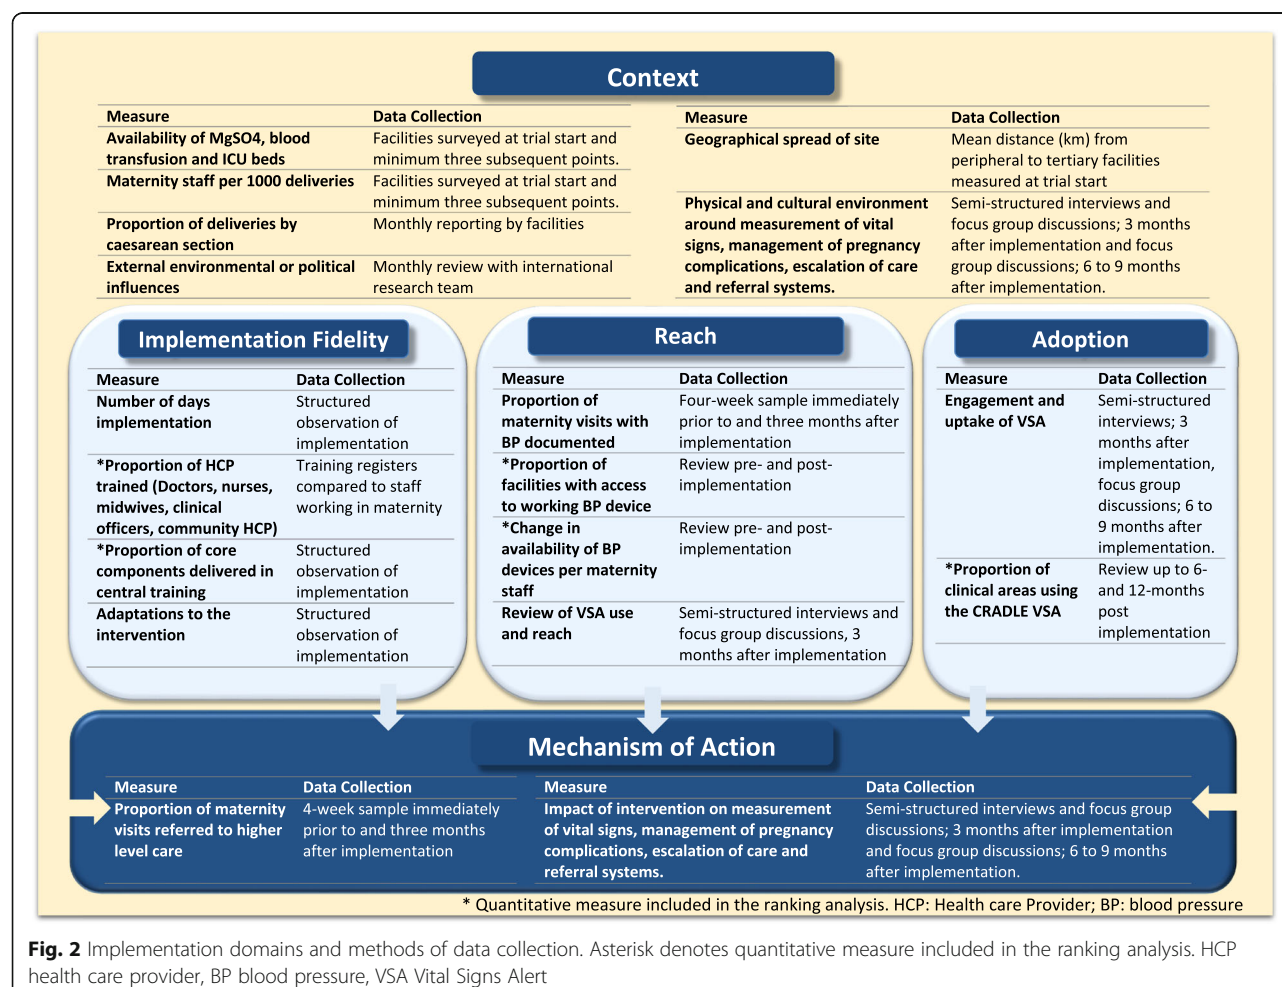 Context
Measure Data Collection
Availability of MgSO4, blood Facilities surveyed at trial start and
transfusion and ICU beds minimum three subsequent points.
Maternity staff per 1000 deliveries Facilities surveyed at trial start and
minimum three subsequent points.
Proportion of deliveries by Monthly reporting by facilities
caesarean section
External environmental or political Monthly review with international
influences research team
Measure Data Collection
Geographical spread of site Mean distance (km) from
peripheral to tertiary facilities
measured at trial start
Physical and cultural environment Semi-structured interviews and
around measurement of vital focus group discussions; 3 months
signs, management of pregnancy after implementation and focus
complications, escalation of care group discussions; 6 to 9 months
and referral systems. after implementation.
Implementation Fidelity
Measure Data Collection
Number of days Structured
implementation observation of
implementation
*Proportion of HCP Training registers
trained (Doctors, nurses, compared to staff
midwives, clinical working in maternity
officers, community HCP)
*Proportion of core Structured
components delivered in observation of
central training implementation
Adaptations to the Structured
intervention observation of
implementation
Reach
Measure Data Collection
Proportion of Four-week sample immediately
maternity visits with prior to and three months after
BP documented implementation
*Proportion of Review pre- and post-
facilities with access implementation
to working BP device
*Change in Review pre- and post-
availability of BP implementation
devices per maternity
staff
Review of VSA use Semi-structured interviews and
and reach focus group discussions, 3
months after implementation
Adoption
Measure Data Collection
Engagement and Semi-structured
uptake of VSA interviews; 3
months after
implementation,
focus group
discussions; 6 to
9 months after
implementation.
*Proportion of Review up to 6-
clinical areas using and 12-months
the CRADLE VSA post
implementation
Mechanism of Action
Measure Data Collection
Proportion of maternity 4-week sample immediately
visits referred to higher prior to and three months
level care after implementation
Measure Data Collection
Impact of intervention on measurement Semi-structured interviews and focus group
of vital signs, management of pregnancy discussions; 3 months after implementation
complications, escalation of care and and focus group discussions; 6 to 9 months
referral systems. after implementation.
* Quantitative measure included in the ranking analysis. HCP: Health care Provider; BP: blood pressure
Fig. 2 Implementation domains and methods of data collection. Asterisk denotes quantitative measure included in the ranking analysis. HCP
health care provider, BP blood pressure, VSA Vital Signs Alert